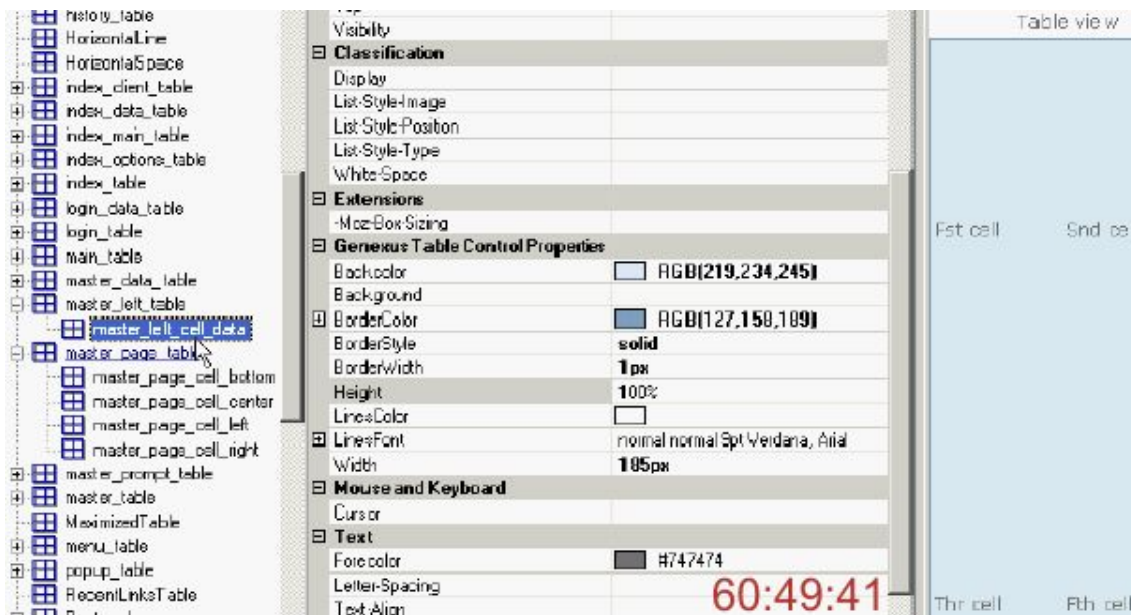 history_table
HorizontalLine
HorizontalSpace
index_client_table
index_data_table
index_main_table
index_options_table
index_table
login_data_table
login_table
main_table
master_data_table
master_left_table
master_left_cell_data
master_page_table
master_page_cell_bottom
master_page_cell_center
master_page_cell_left
master_page_cell_right
master_prompt_table
master_table
MaximizedTable
menu_table
popup_table
RecentLinksTable
Visibility
Classification
Display
List-Style-Image
List-Style-Position
List-Style-Type
White-Space
Extensions
-Moz-Box-Sizing
Genexus Table Control Properties
Backcolor RGB(219,234,245)
Background
BorderColor RGB(127,158,189)
BorderStyle solid
BorderWidth 1px
Height 100%
LinesColor
LinesFont normal normal 8pt Verdana, Arial
Width 185px
Mouse and Keyboard
Cursor
Text
Forecolor #747474
Letter-Spacing
Text-Align
60:49:41
Table view
Fst cell Snd ce
Thr cell Fth cell